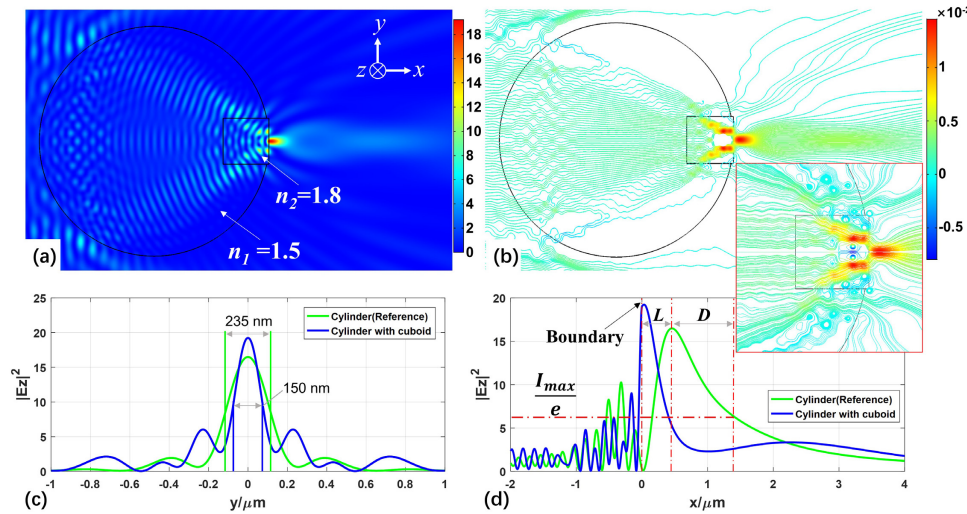 18
16
14
12
10
8
6
4
2
0
y
z
x
n2=1.8
n1=1.5
(a)
×10-3
1
0.5
0
-0.5
(b)
25
20
15
10
5
0
|Ez|2
Cylinder(Reference)
Cylinder with cuboid
235 nm
150 nm
(c)
-1 -0.8 -0.6 -0.4 -0.2 0 0.2 0.4 0.6 0.8 1
y/μm
20
15
10
5
0
|Ez|2
Boundary
L
D
Imax
e
Cylinder(Reference)
Cylinder with cuboid
(d)
-2 -1 0 1 2 3 4
x/μm